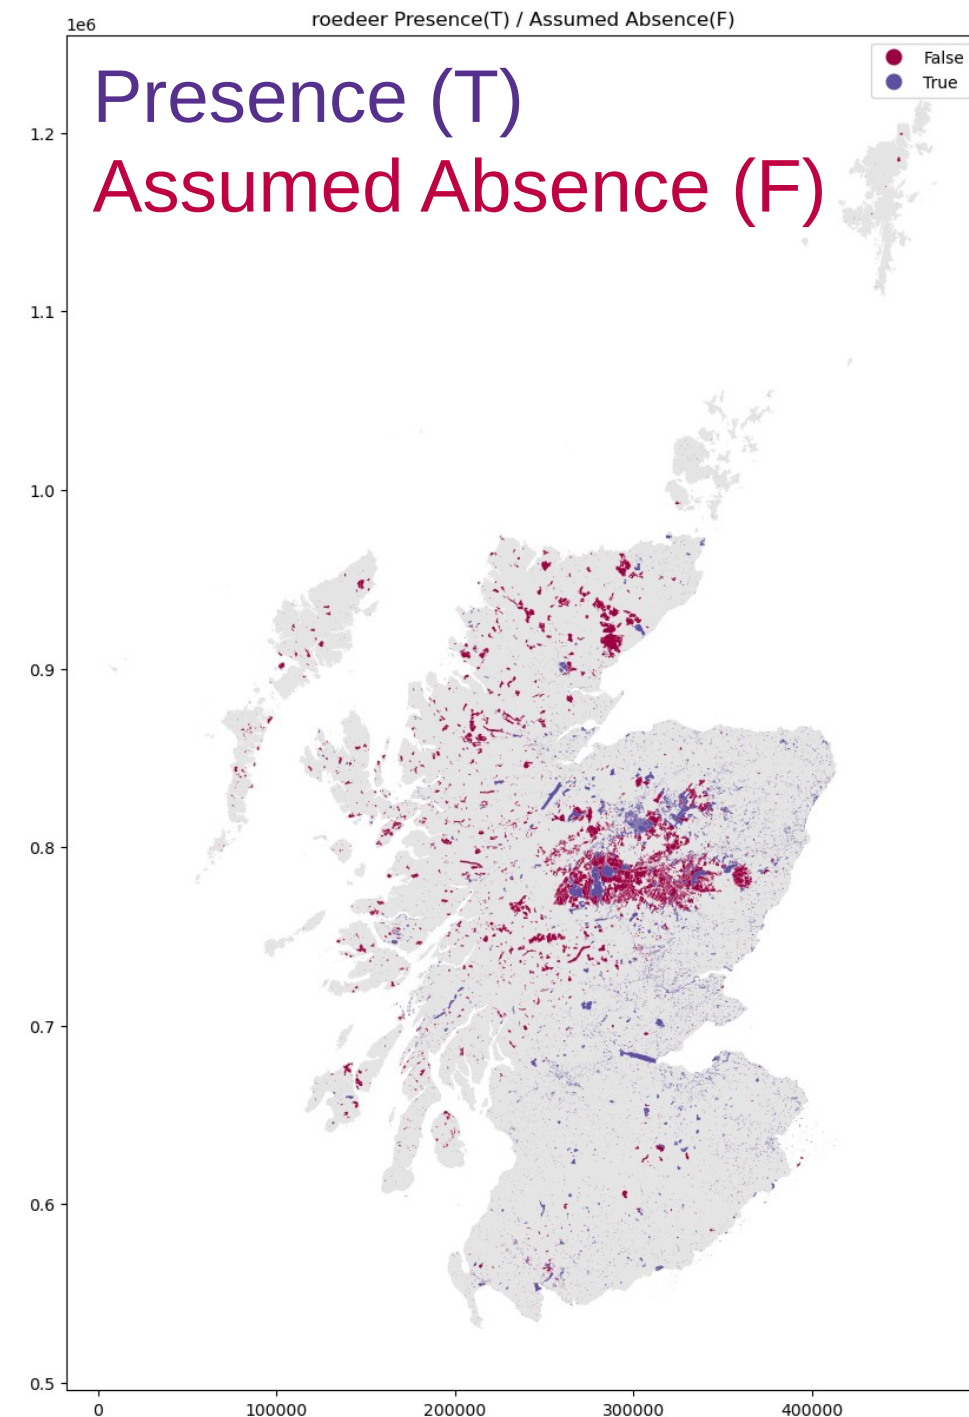 roedeer Presence(T) / Assumed Absence(F)
1e6
Presence (T)
Assumed Absence (F)
False
True
1.2
1.1
1.0
0.9
0.8
0.7
0.6
0.5
0 100000 200000 300000 400000